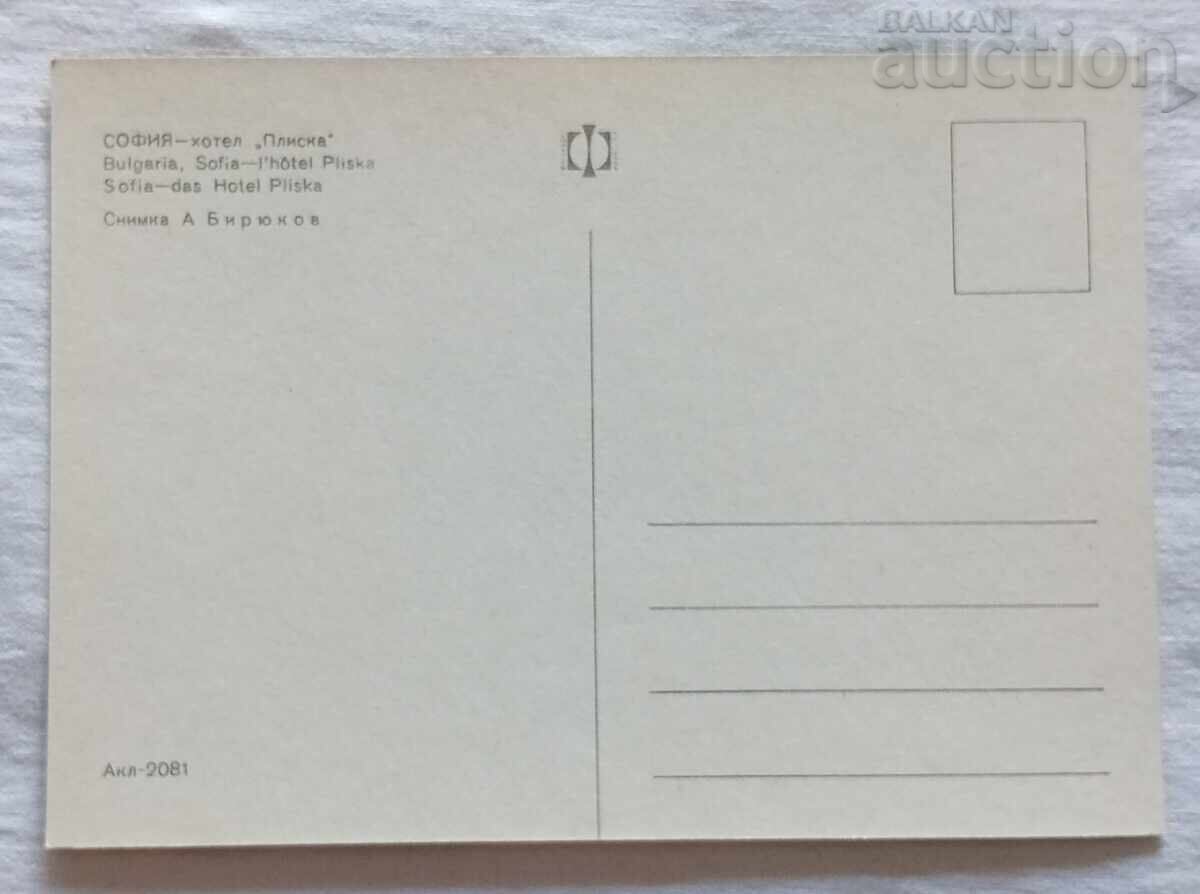 BALKAN
auction
СОФИЯ—хотел „Плиска“
Bulgaria, Sofia—l'hôtel Pliska
Sofia—das Hotel Pliska
Снимка А Бирюков
Акл-2081